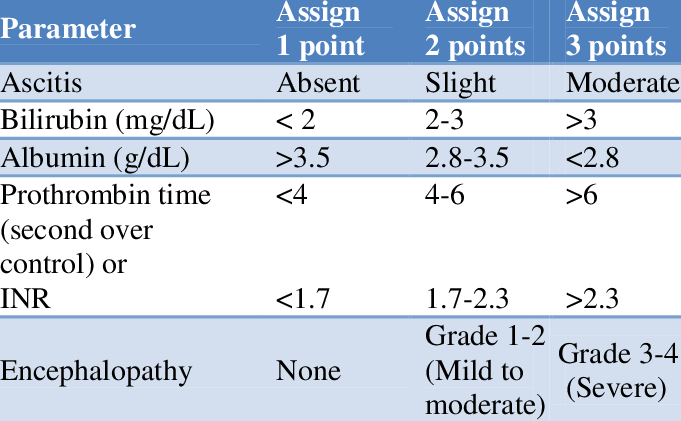 Parameter Assign 1 point Assign 2 points Assign 3 points
Ascitis Absent Slight Moderate
Bilirubin (mg/dL) < 2 2-3 >3
Albumin (g/dL) >3.5 2.8-3.5 <2.8
Prothrombin time <4 4-6 >6
(second over
control) or
INR <1.7 1.7-2.3 >2.3
Encephalopathy None Grade 1-2 (Mild to moderate) Grade 3-4 (Severe)